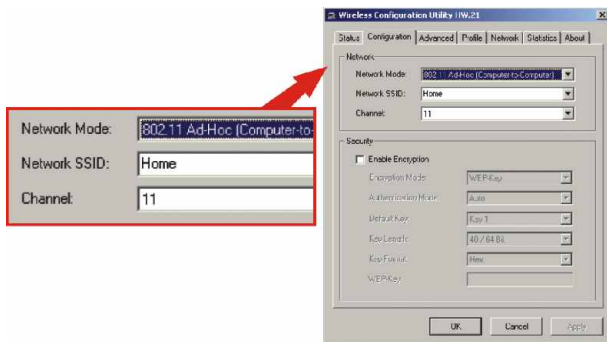 Wireless Configuration Utility HW.21
Status Configuration Advanced Profile Network Statistics About
Network
Network Mode: 802.11 Ad-Hoc (Computer-to-Computer)
Network SSID: Home
Channel: 11
Security
Enable Encryption
Encryption Mode: WEP-Key
Authentication Mode: Auto
Default Key: Key 1
Key Length: 40 / 64 Bit
Key Format: Hex
WEP-Key:
OK Cancel Apply
Network Mode: 802.11 Ad-Hoc (Computer-to-
Network SSID: Home
Channel: 11